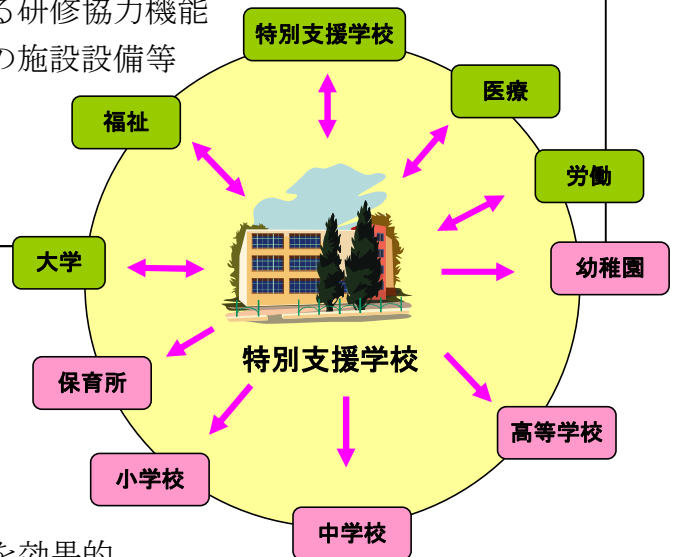 る研修協力機能
の施設設備等
特別支援学校
医療
福祉
労働
大学
幼稚園
特別支援学校
保育所
高等学校
小学校
中学校
を効果的